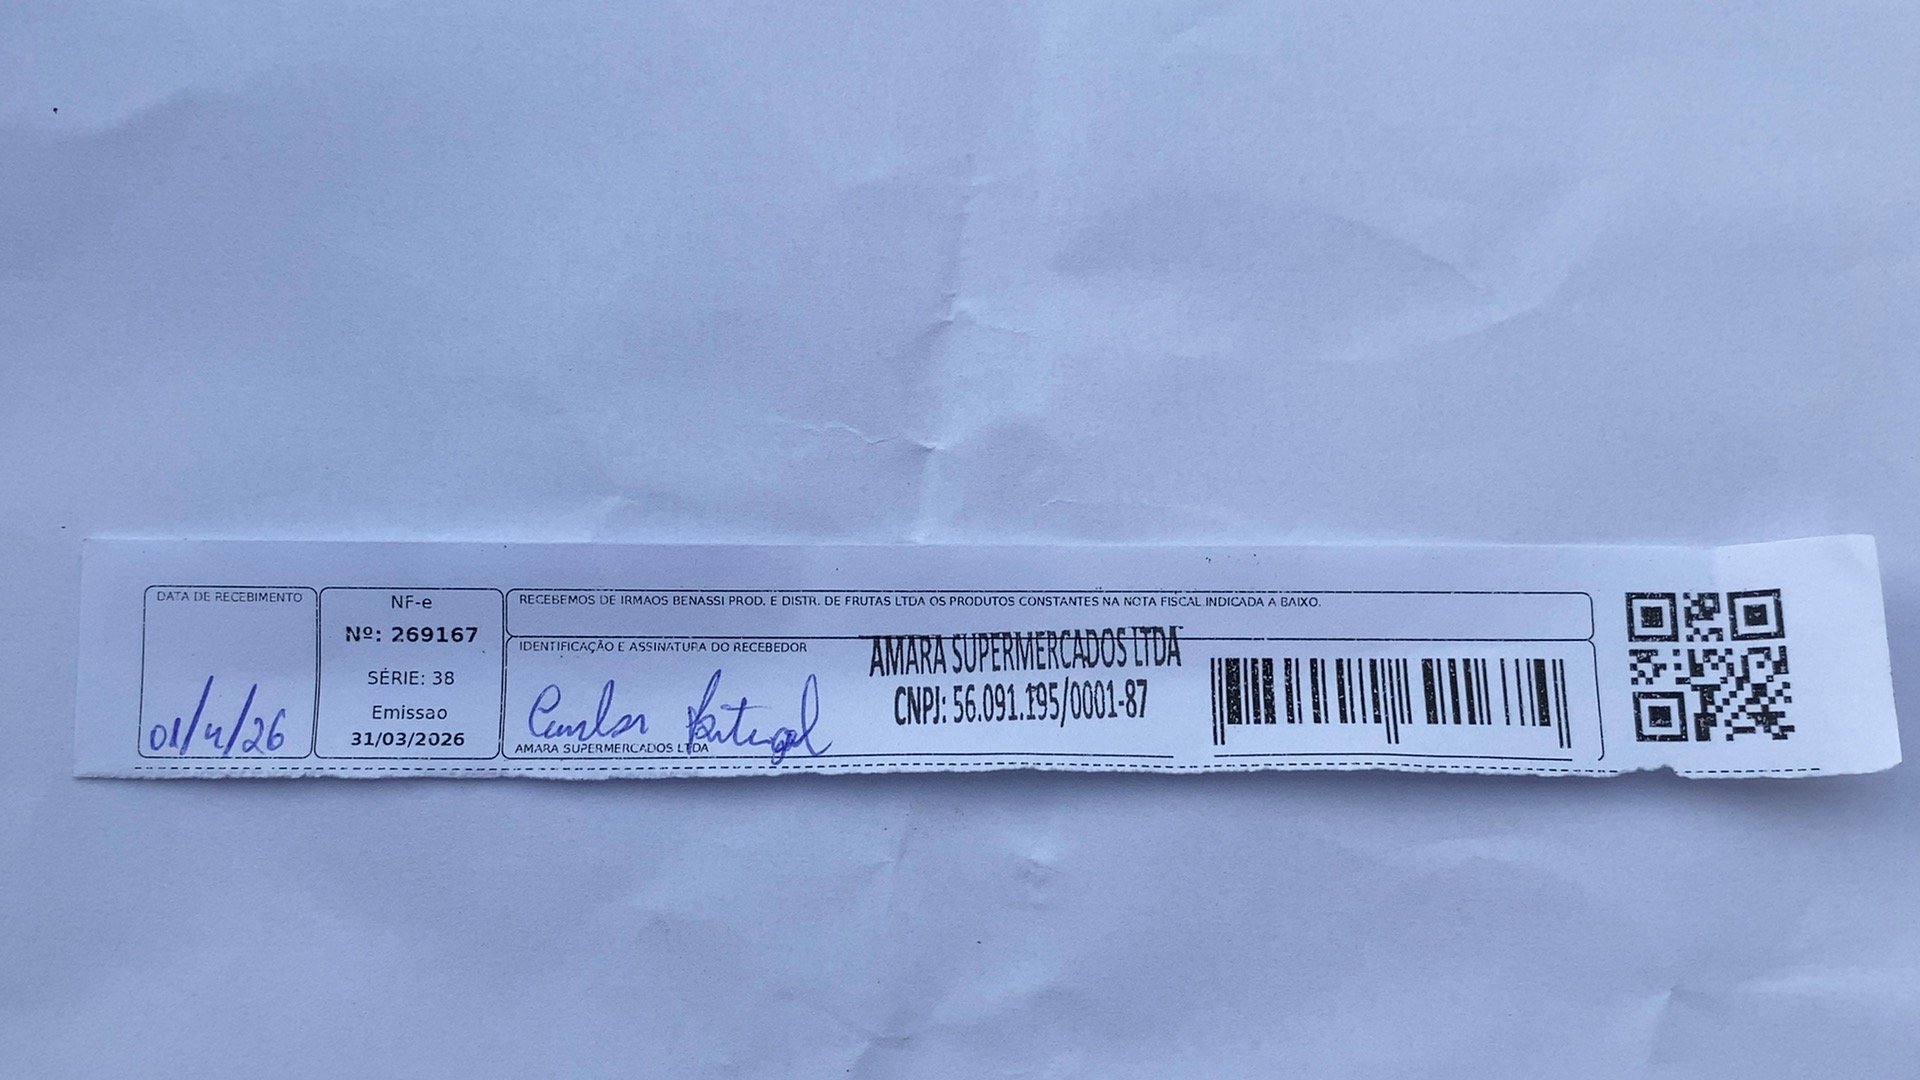 DATA DE RECEBIMENTO
01/4/26
NF-e
Nº: 269167
SÉRIE: 38
Emissao
31/03/2026
RECEBEMOS DE IRMAOS BENASSI PROD. E DISTR. DE FRUTAS LTDA OS PRODUTOS CONSTANTES NA NOTA FISCAL INDICADA A BAIXO.
IDENTIFICAÇÃO E ASSINATURA DO RECEBEDOR
Portugal
AMARA SUPERMERCADOS LTDA
AMARA SUPERMERCADOS LTDA
CNPJ: 56.091.195/0001-87